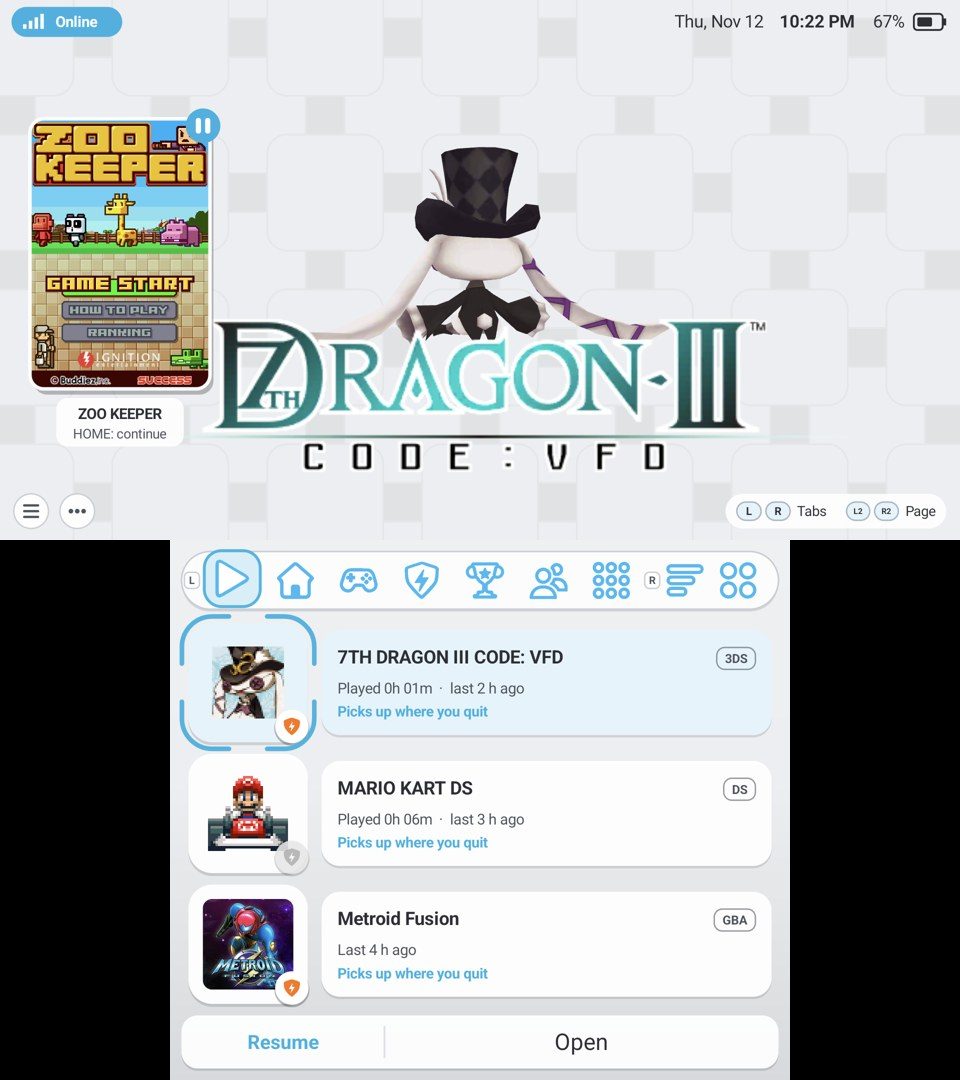 Online
Thu, Nov 12 10:22 PM 67%
ZOO
KEEPER
GAME START
HOW TO PLAY
RANKING
IGNITION
entertainment
© Buddiez,Inc. SUCCESS
ZOO KEEPER
HOME: continue
7TH DRAGON-III™
CODE:VFD
L R Tabs L2 R2 Page
L R
7TH DRAGON III CODE: VFD 3DS
Played 0h 01m · last 2 h ago
Picks up where you quit
MARIO KART DS DS
Played 0h 06m · last 3 h ago
Picks up where you quit
METROID
FUSION
Metroid Fusion GBA
Last 4 h ago
Picks up where you quit
Resume Open